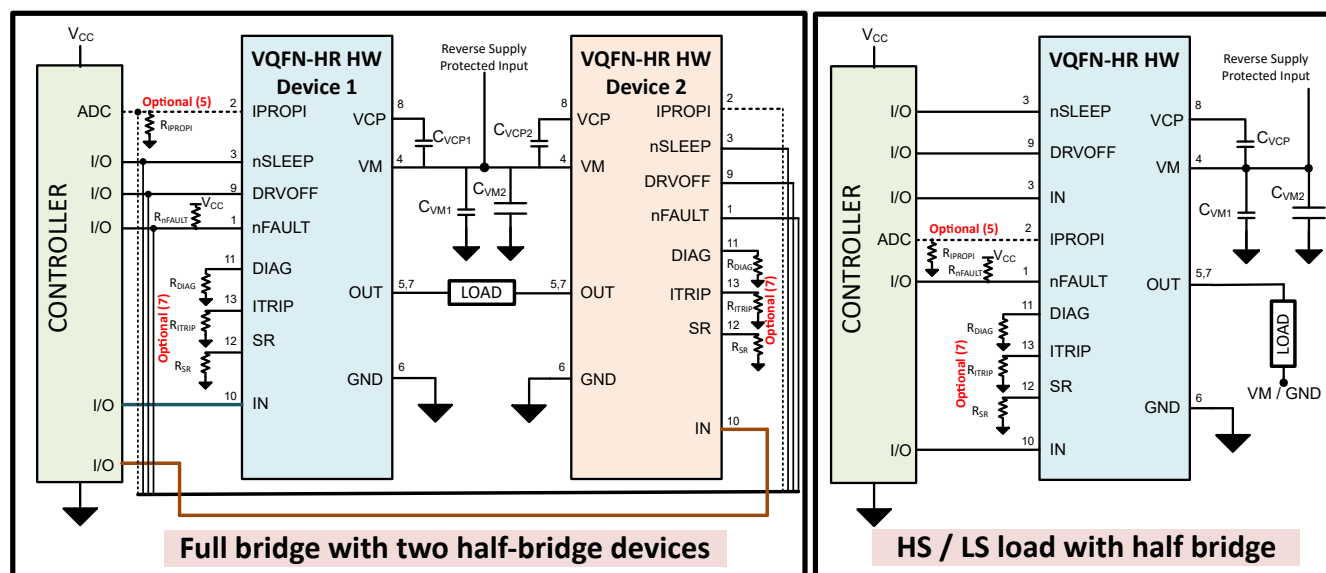 VCC
CONTROLLER
ADC
I/O
I/O
I/O
I/O
I/O
Optional (5)
RIPROPI
VCC
RnFAULT
RDIAG
RITRIP
RSR
Optional (7)
2
3
9
1
11
13
12
10
VQFN-HR HW
Device 1
IPROPI
nSLEEP
DRVOFF
nFAULT
DIAG
ITRIP
SR
IN
VCP
VM
OUT
GND
8
4
5,7
6
Reverse Supply
Protected Input
CVCP1
CVCP2
CVM1
CVM2
LOAD
8
4
5,7
6
VQFN-HR HW
Device 2
VCP
VM
OUT
GND
IPROPI
nSLEEP
DRVOFF
nFAULT
DIAG
ITRIP
SR
IN
2
3
9
1
11
13
12
10
RDIAG
RITRIP
RSR
Optional (7)
Full bridge with two half-bridge devices
VCC
CONTROLLER
I/O
I/O
I/O
ADC
I/O
I/O
Optional (5)
RIPROPI
RnFAULT
VCC
RDIAG
RITRIP
RSR
Optional (7)
3
9
3
2
1
11
13
12
10
VQFN-HR HW
nSLEEP
DRVOFF
IN
IPROPI
nFAULT
DIAG
ITRIP
SR
IN
VCP
VM
OUT
GND
8
4
5,7
6
Reverse Supply
Protected Input
CVCP
CVM1
CVM2
LOAD
VM / GND
HS / LS load with half bridge